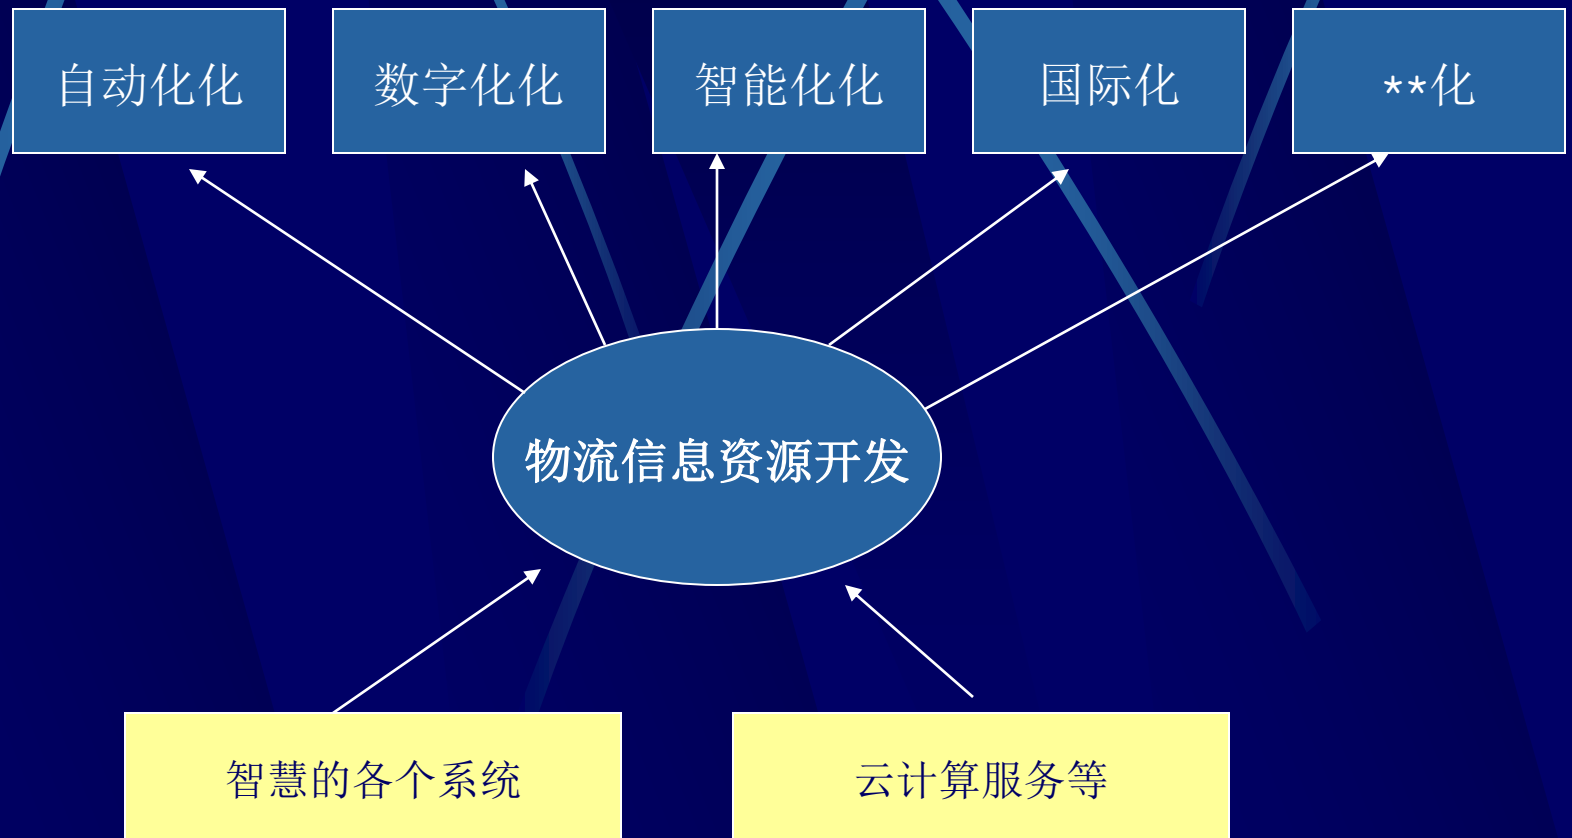 自动化化
数字化化
智能化化
国际化
**化
物流信息资源开发
智慧的各个系统
云计算服务等